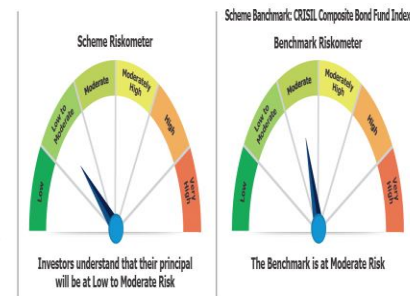 Scheme Banchmark: CRISIL Composite Bond Fund Index
Scheme Riskometer
Low
Low to
Moderate
Moderate
Moderately
High
High
Very
High
Investors understand that their principal
will be at Low to Moderate Risk
Benchmark Riskometer
Low
Low to
Moderate
Moderate
Moderately
High
High
Very
High
The Benchmark is at Moderate Risk